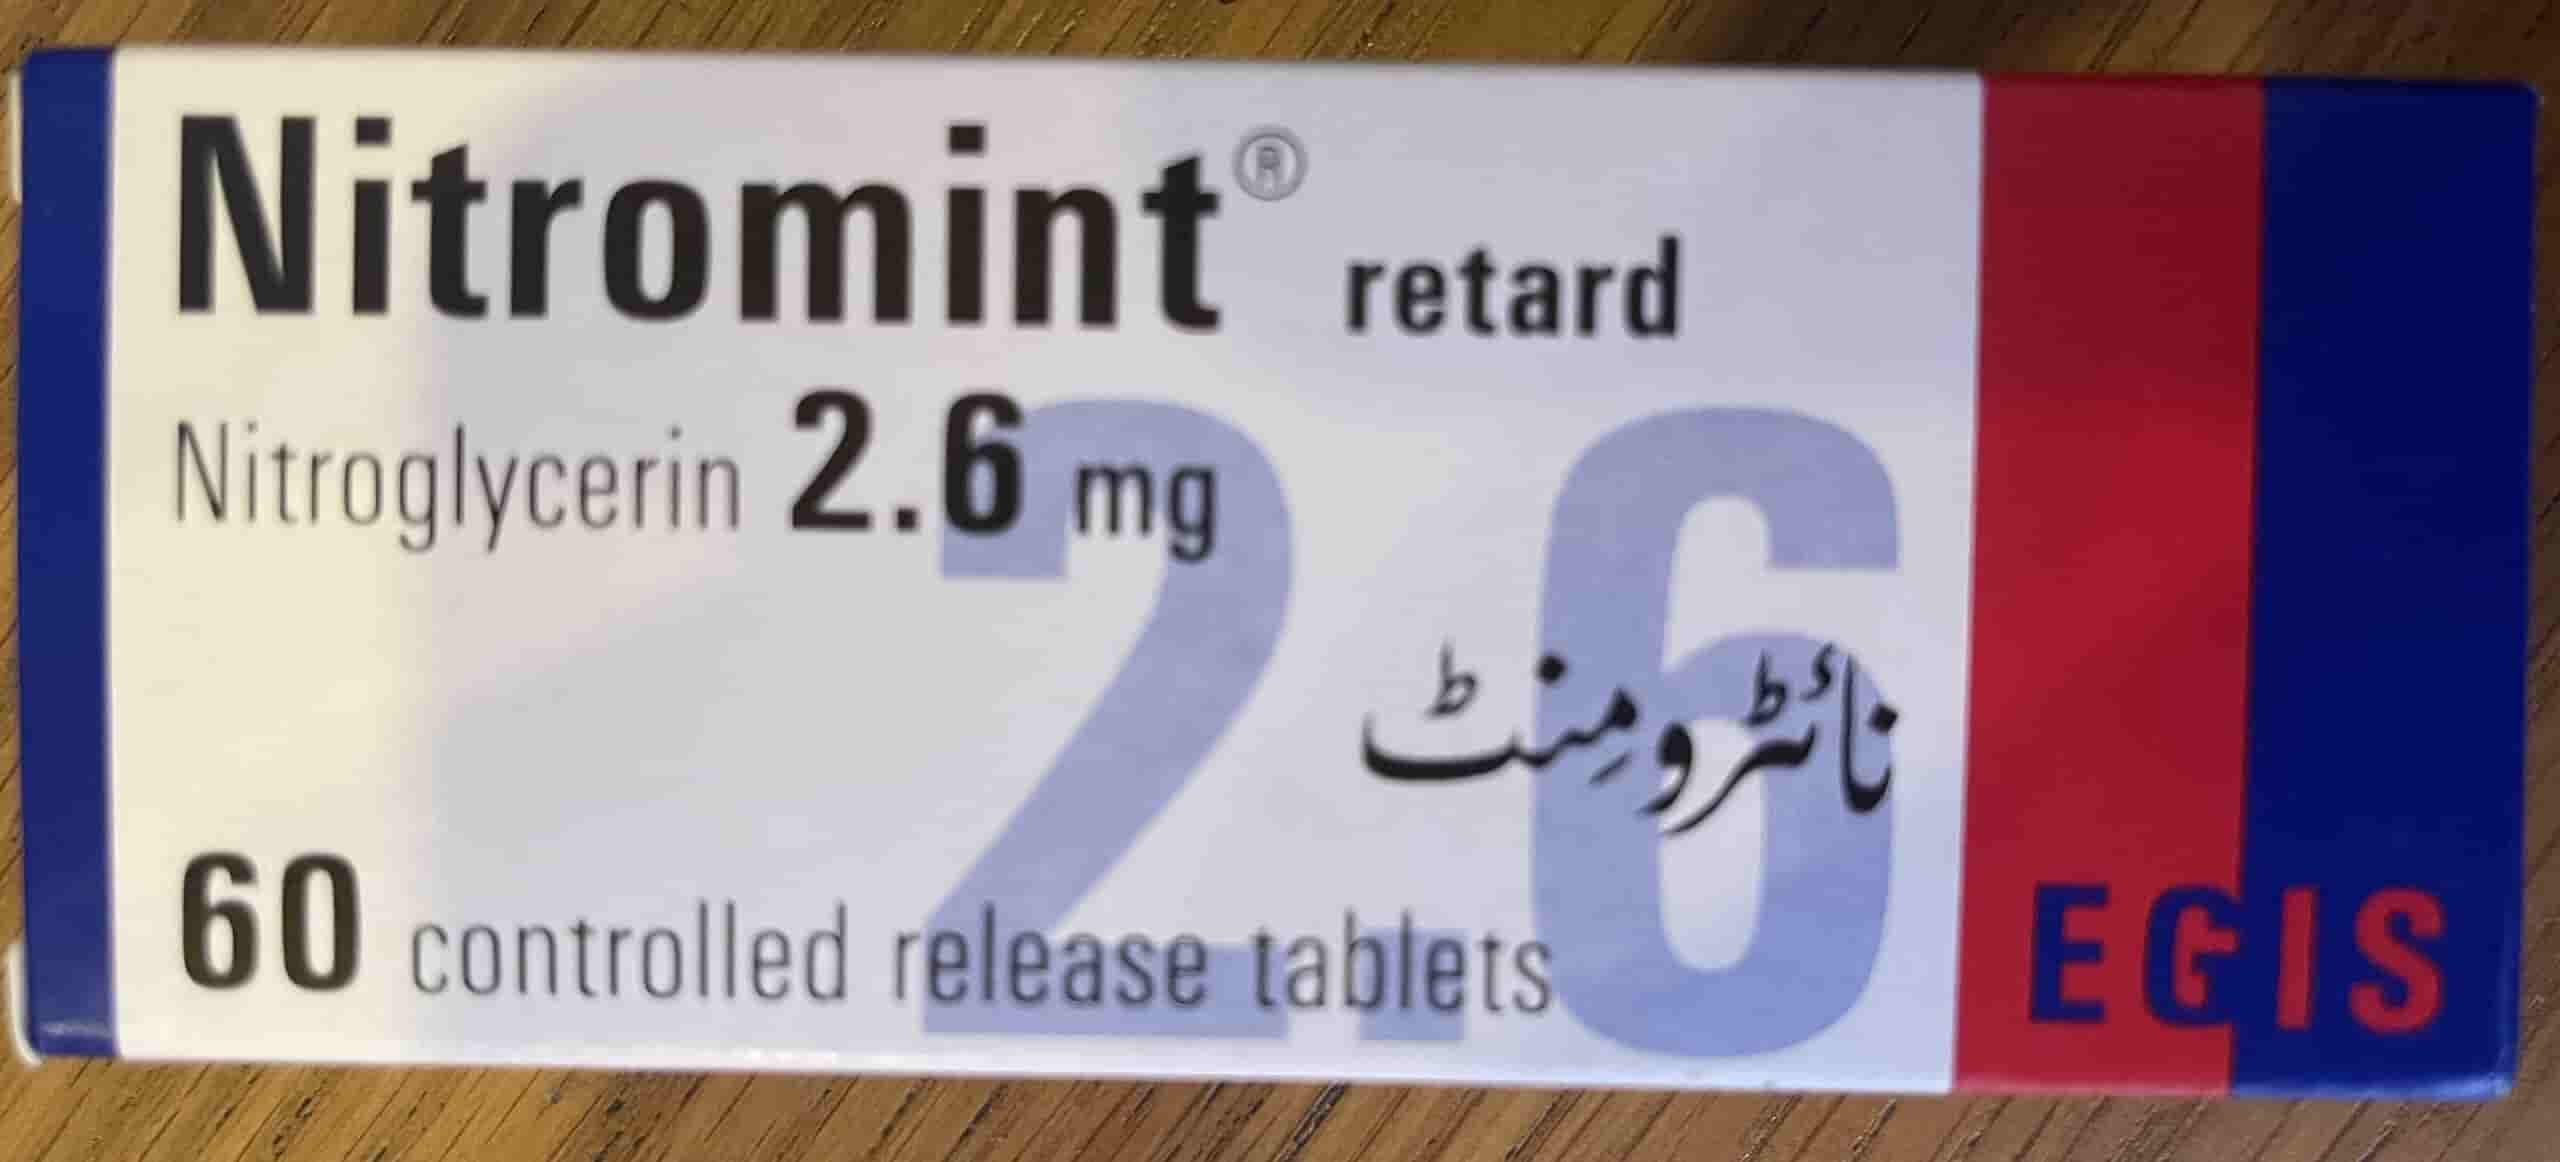 Nitromint® retard
Nitroglycerin 2.6 mg
2.6
نائٹرومِنٹ
60 controlled release tablets
EGIS